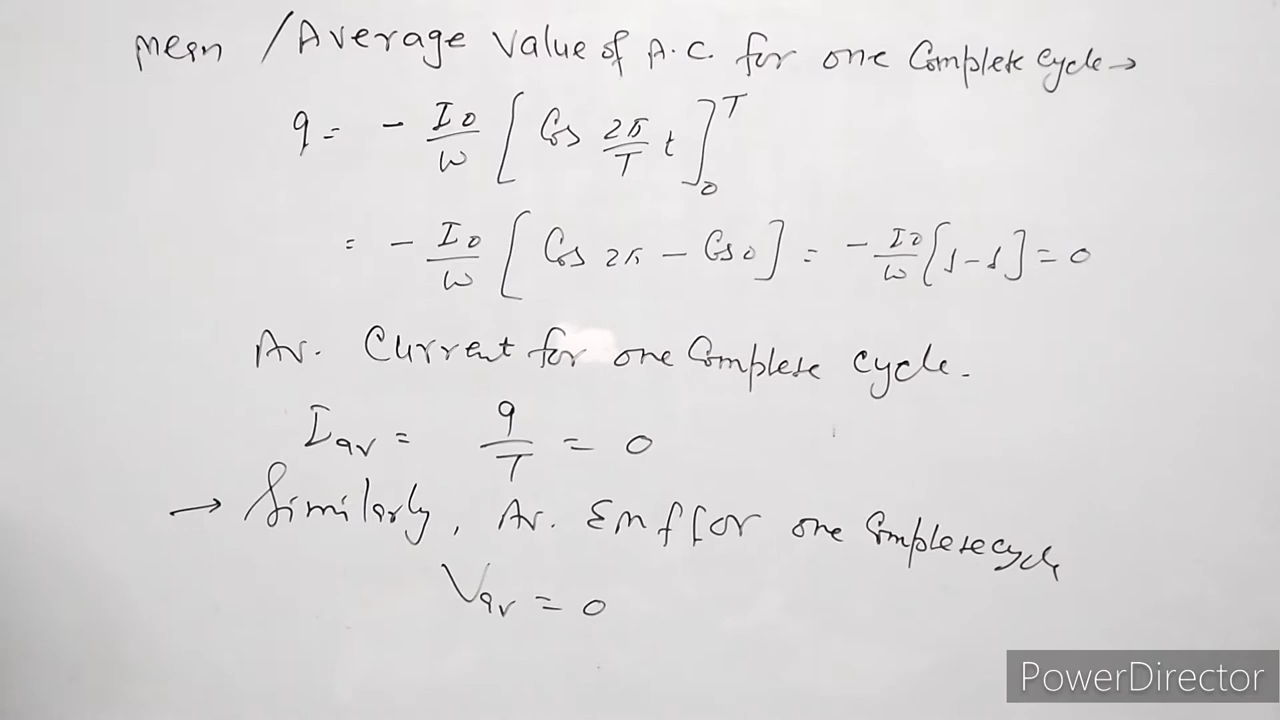 Mean / Average Value of A.C. for one Complete Cycle →
q = - I0/ω [ Cos 2π/T t ]₀ᵀ
= - I0/ω [ Cos 2π - Cos 0 ] = - I0/ω [1-1] = 0
Av. Current for one Complete cycle.
Iav = q/T = 0
→ Similarly, Av. Emf for one Complete cycle
Vav = 0
PowerDirector